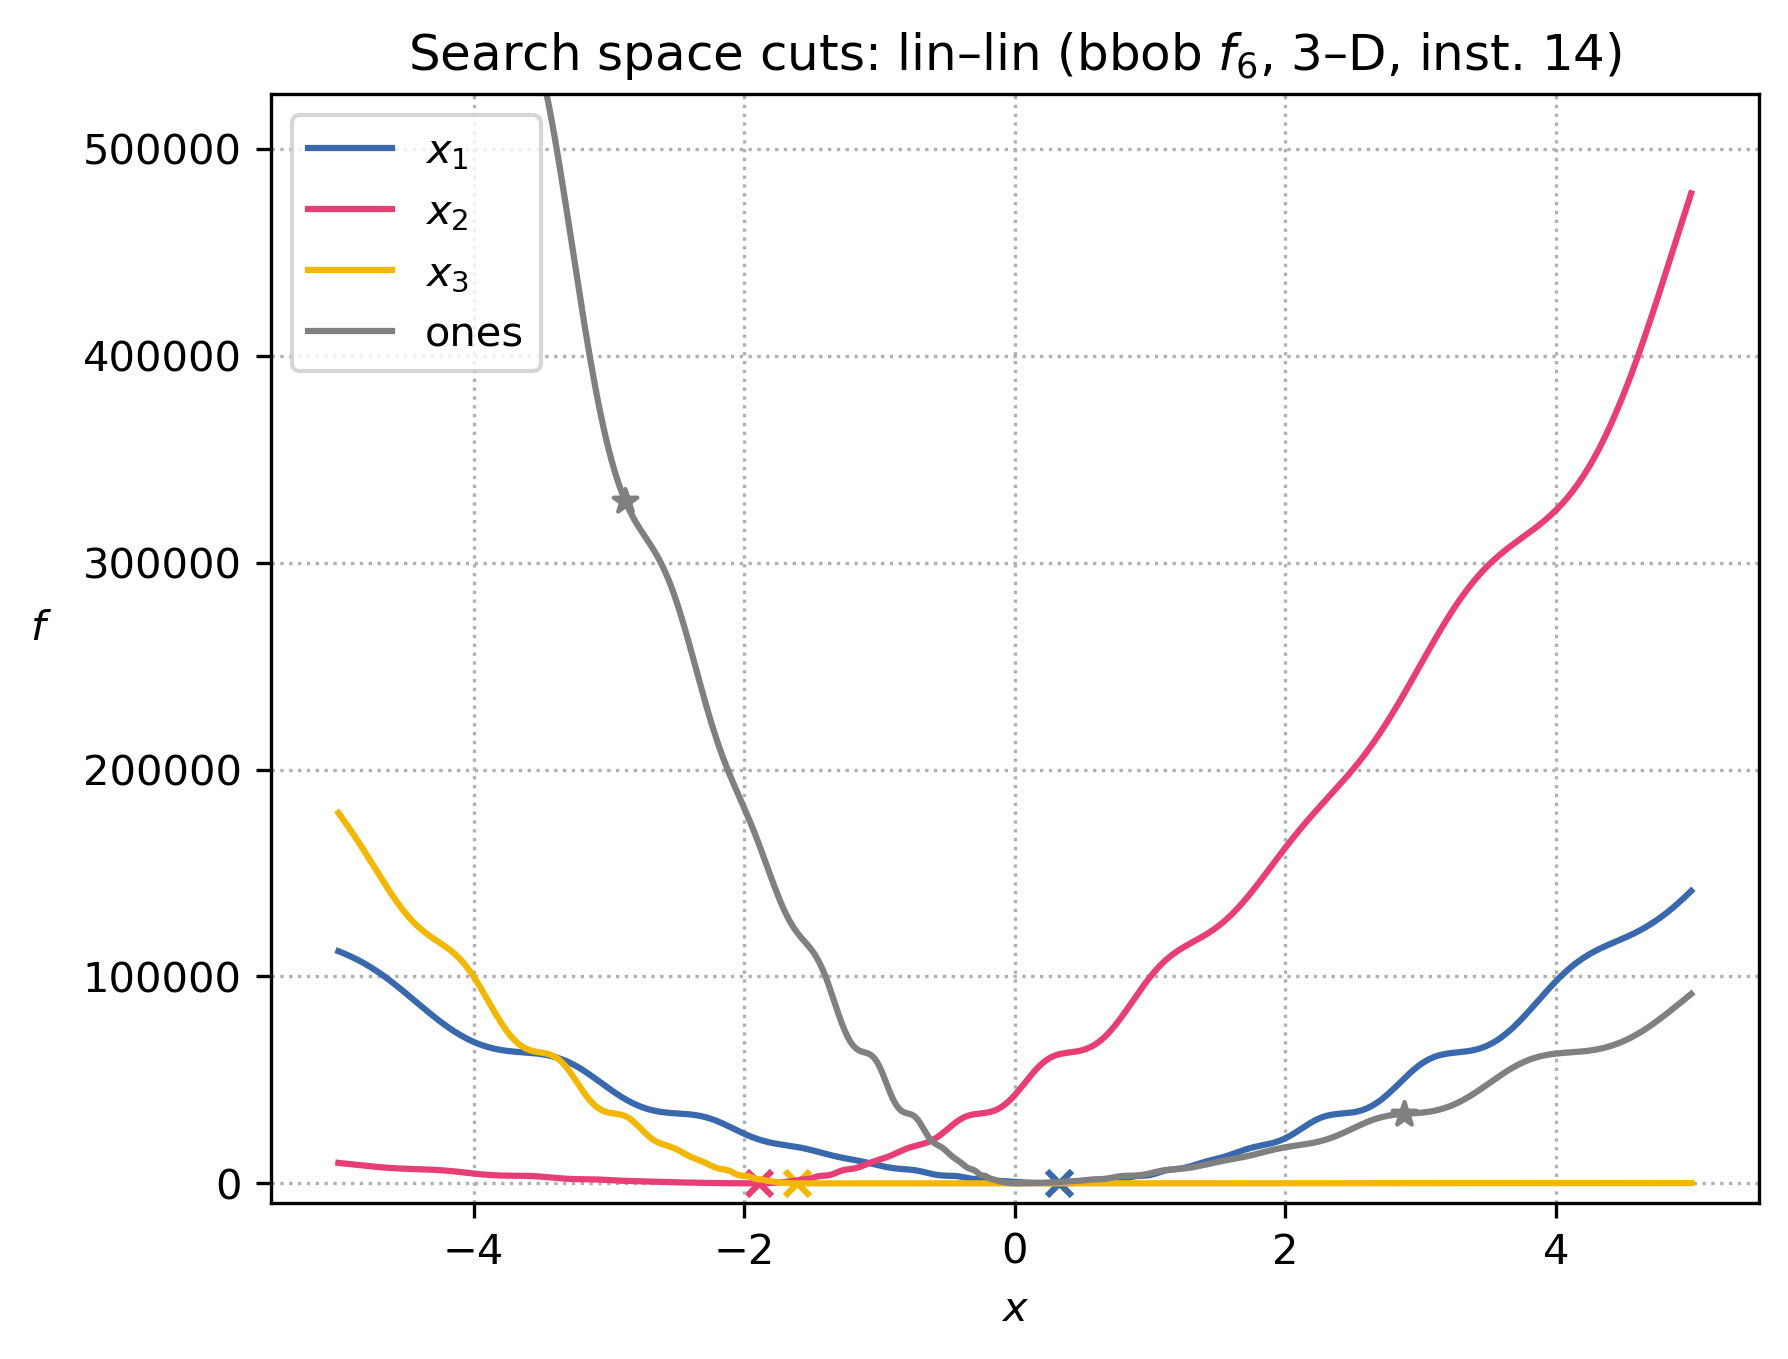 Search space cuts: lin–lin (bbob f₆, 3–D, inst. 14)
500000
400000
300000
200000
100000
0
f
x₁
x₂
x₃
ones
−4 −2 0 2 4
x